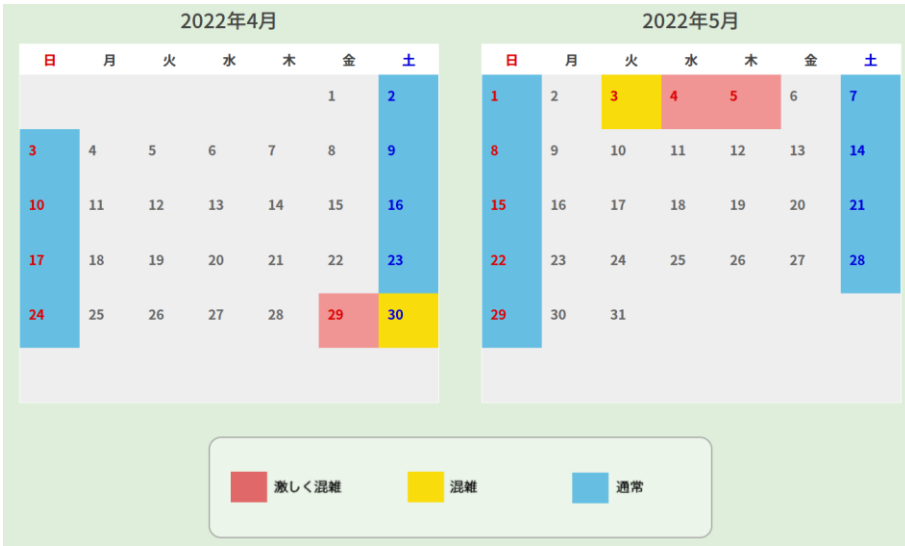 2022年4月
日 月 火 水 木 金 土
1 2
3 4 5 6 7 8 9
10 11 12 13 14 15 16
17 18 19 20 21 22 23
24 25 26 27 28 29 30
2022年5月
日 月 火 水 木 金 土
1 2 3 4 5 6 7
8 9 10 11 12 13 14
15 16 17 18 19 20 21
22 23 24 25 26 27 28
29 30 31
激しく混雑 混雑 通常